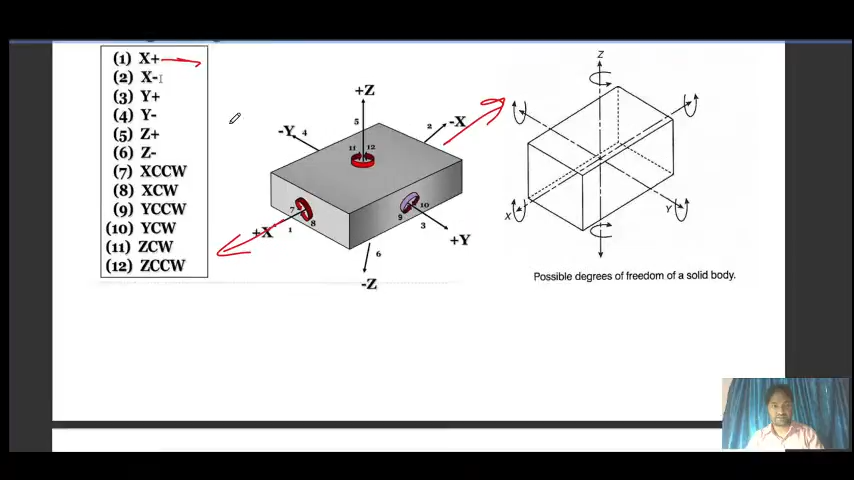 (1) X+
(2) X-
(3) Y+
(4) Y-
(5) Z+
(6) Z-
(7) XCCW
(8) XCW
(9) YCCW
(10) YCW
(11) ZCW
(12) ZCCW
+Z
5
-Y 4
2 -X
11 12
7
8
10
9
+X 1
3
+Y
6
-Z
Z
X
Y
Possible degrees of freedom of a solid body.